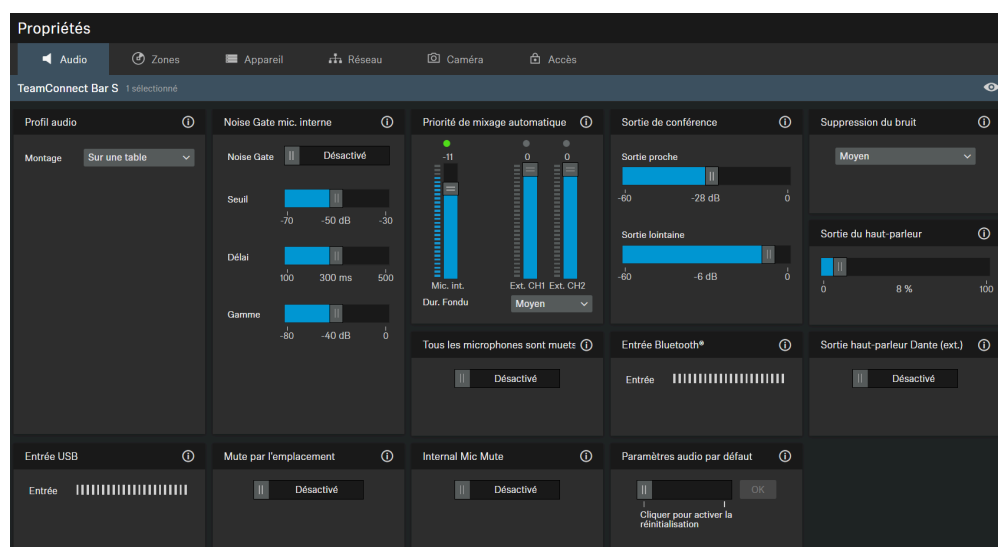 Propriétés
Audio Zones Appareil Réseau Caméra Accès
TeamConnect Bar S 1 sélectionné
Profil audio
Montage Sur une table
Noise Gate mic. interne
Noise Gate Désactivé
Seuil
-70 -50 dB -30
Délai
100 300 ms 500
Gamme
-80 -40 dB 0
Priorité de mixage automatique
-11 0 0
Mic. int. Ext. CH1 Ext. CH2
Dur. Fondu Moyen
Sortie de conférence
Sortie proche
-60 -28 dB 0
Sortie lointaine
-60 -6 dB 0
Suppression du bruit
Moyen
Sortie du haut-parleur
0 8 % 100
Tous les microphones sont muets
Désactivé
Entrée Bluetooth®
Entrée
Sortie haut-parleur Dante (ext.)
Désactivé
Entrée USB
Entrée
Mute par l'emplacement
Désactivé
Internal Mic Mute
Désactivé
Paramètres audio par défaut
OK
Cliquer pour activer la
réinitialisation